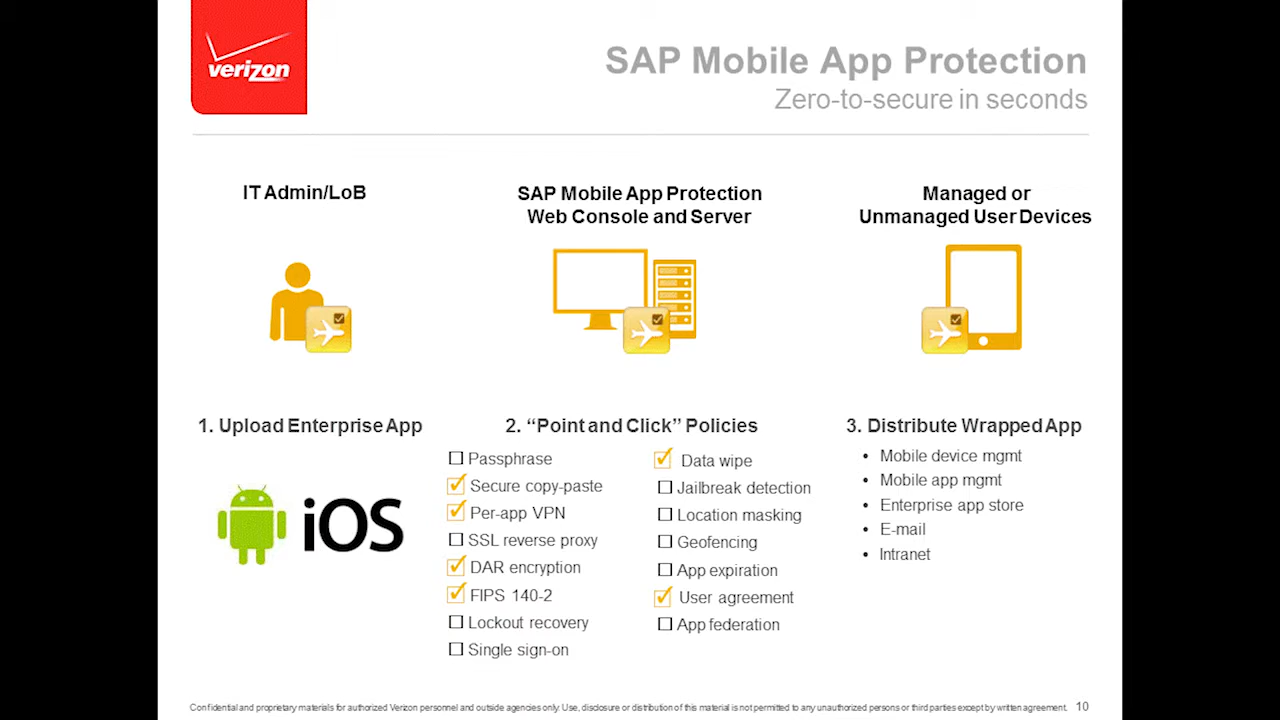 verizon
SAP Mobile App Protection
Zero-to-secure in seconds
IT Admin/LoB
SAP Mobile App Protection
Web Console and Server
Managed or
Unmanaged User Devices
1. Upload Enterprise App
iOS
2. “Point and Click” Policies
Passphrase
Secure copy-paste
Per-app VPN
SSL reverse proxy
DAR encryption
FIPS 140-2
Lockout recovery
Single sign-on
Data wipe
Jailbreak detection
Location masking
Geofencing
App expiration
User agreement
App federation
3. Distribute Wrapped App
• Mobile device mgmt
• Mobile app mgmt
• Enterprise app store
• E-mail
• Intranet
Confidential and proprietary materials for authorized Verizon personnel and outside agencies only. Use, disclosure or distribution of this material is not permitted to any unauthorized persons or third parties except by written agreement. 10